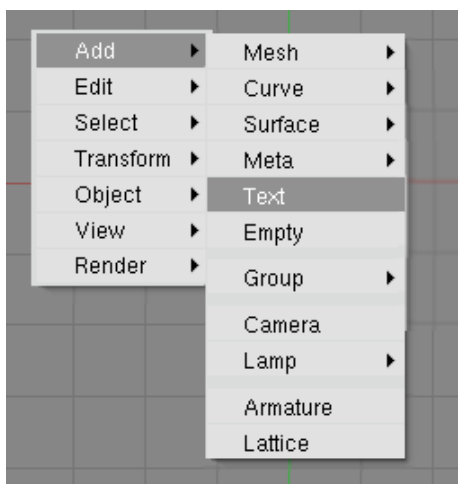 Add
Edit
Select
Transform
Object
View
Render
Mesh
Curve
Surface
Meta
Text
Empty
Group
Camera
Lamp
Armature
Lattice